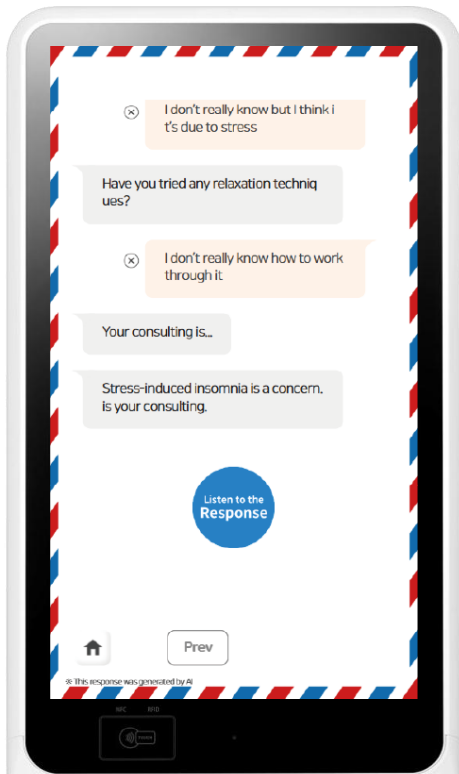 I don't really know but I think i
t's due to stress
Have you tried any relaxation techniq
ues?
I don't really know how to work
through it
Your consulting is...
Stress-induced insomnia is a concern.
is your consulting.
Listen to the
Response
Prev
※ This response was generated by AI
NFC RFID